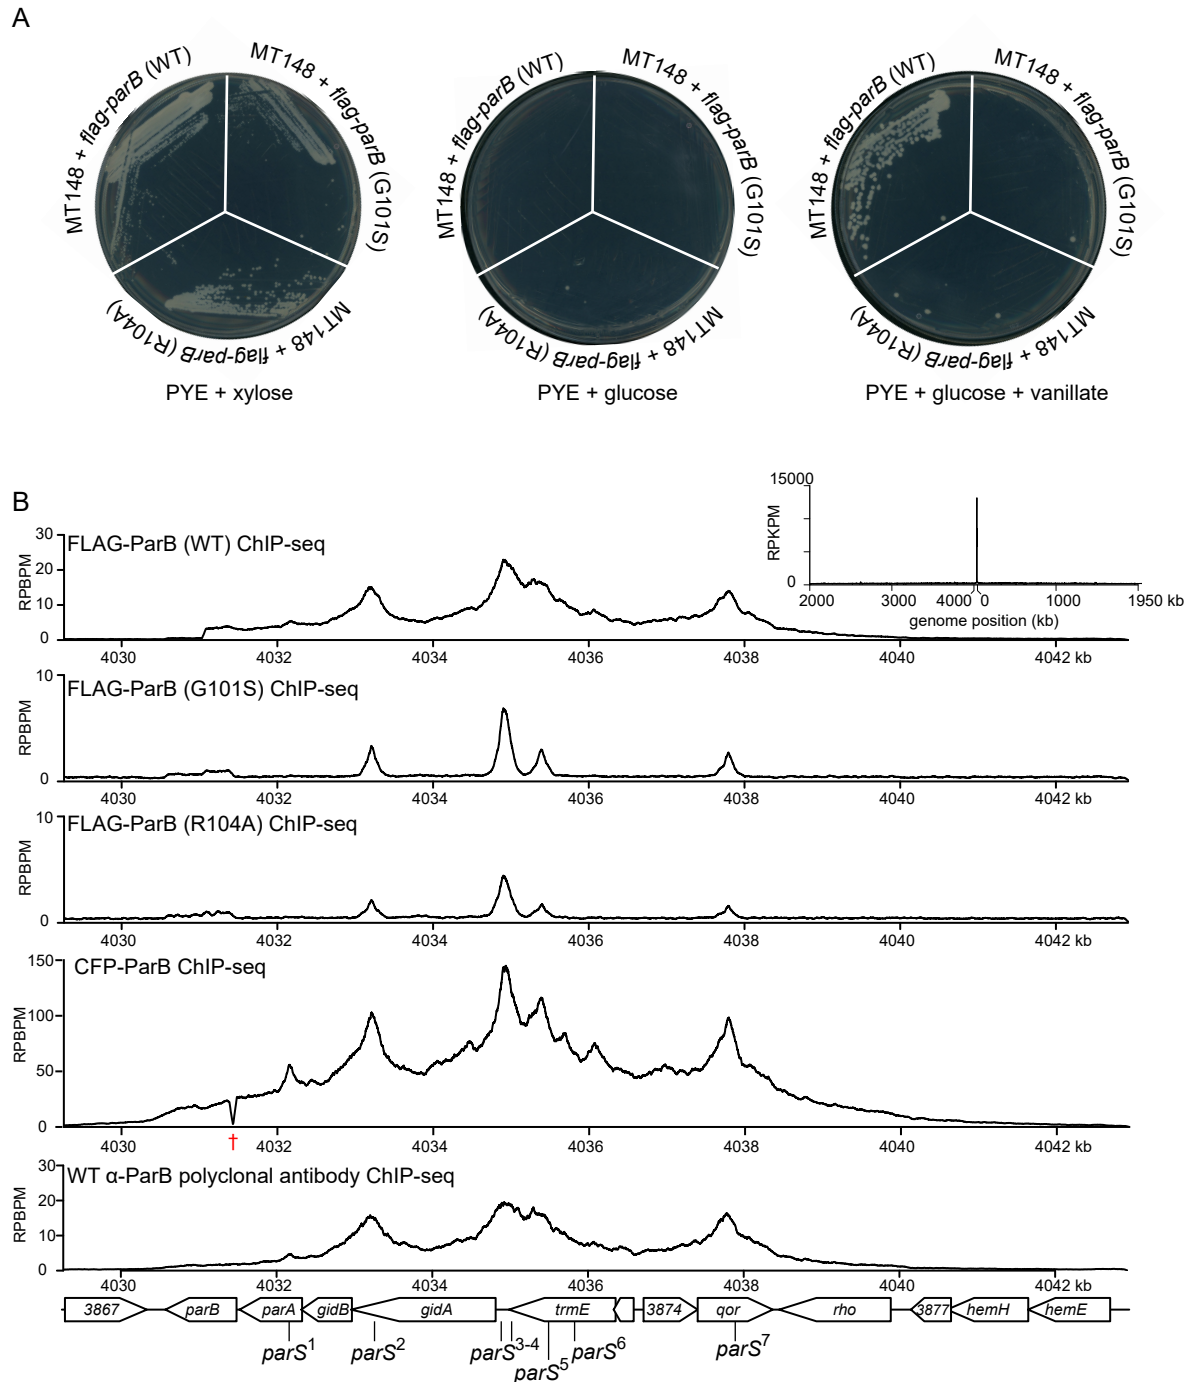 A
MT148 + flag-parB (WT)
MT148 + flag-parB (G101S)
MT148 + flag-parB (R104A)
PYE + xylose
MT148 + flag-parB (WT)
MT148 + flag-parB (G101S)
MT148 + flag-parB (R104A)
PYE + glucose
MT148 + flag-parB (WT)
MT148 + flag-parB (G101S)
MT148 + flag-parB (R104A)
PYE + glucose + vanillate
B
15000
RPKPM
0
2000 3000 4000 0 1000 1950 kb
genome position (kb)
FLAG-ParB (WT) ChIP-seq
RPBPM
30
20
10
0
4030 4032 4034 4036 4038 4040 4042 kb
FLAG-ParB (G101S) ChIP-seq
RPBPM
10
0
4030 4032 4034 4036 4038 4040 4042 kb
FLAG-ParB (R104A) ChIP-seq
RPBPM
10
0
4030 4032 4034 4036 4038 4040 4042 kb
CFP-ParB ChIP-seq
RPBPM
150
100
50
0
†
4030 4032 4034 4036 4038 4040 4042 kb
WT α-ParB polyclonal antibody ChIP-seq
RPBPM
30
20
10
0
4030 4032 4034 4036 4038 4040 4042 kb
3867 parB parA gidB gidA trmE 3874 qor rho 3877 hemH hemE
parS¹ parS² parS³⁻⁴ parS⁵ parS⁶ parS⁷